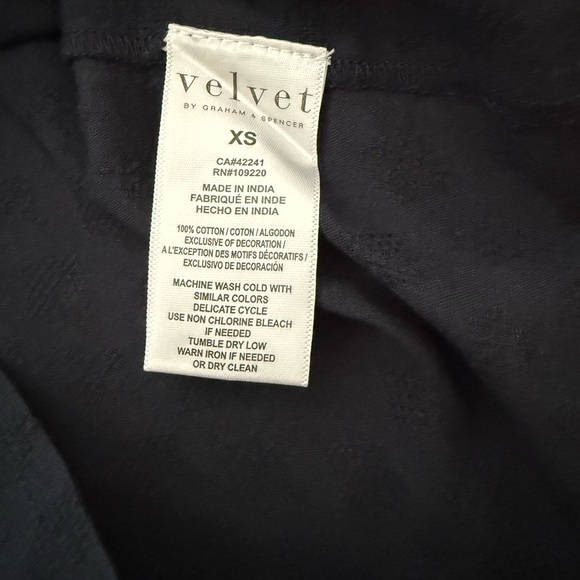 velvet
BY GRAHAM & SPENCER
XS
CA#42241
RN#109220
MADE IN INDIA
FABRIQUÉ EN INDE
HECHO EN INDIA
100% COTTON / COTON / ALGODON
EXCLUSIVE OF DECORATION /
A L'EXCEPTION DES MOTIFS DÉCORATIFS /
EXCLUSIVO DE DECORACIÓN
MACHINE WASH COLD WITH
SIMILAR COLORS
DELICATE CYCLE
USE NON CHLORINE BLEACH
IF NEEDED
TUMBLE DRY LOW
WARN IRON IF NEEDED
OR DRY CLEAN